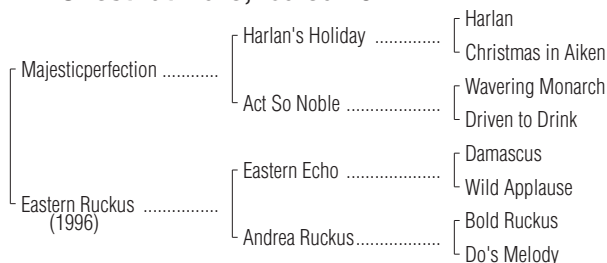 Harlan
Harlan's Holiday ................
Christmas in Aiken
Majesticperfection ............
Wavering Monarch
Act So Noble ...................
Driven to Drink
Damascus
Eastern Echo ...................
Wild Applause
Eastern Ruckus ................
(1996)
Bold Ruckus
Andrea Ruckus..................
Do's Melody